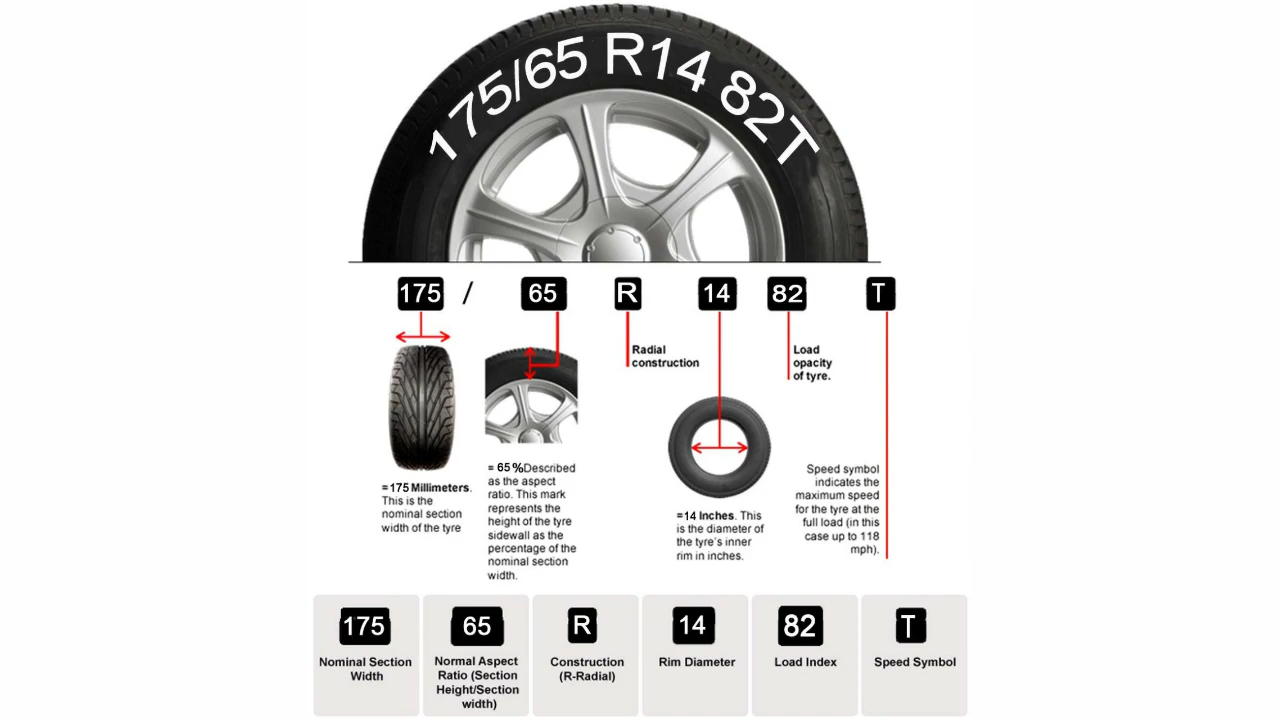 175/65 R14 82T
175 / 65 R 14 82 T
Radial
construction
Load
opacity
of tyre.
=175 Millimeters.
This is the
nominal section
width of the tyre
= 65 %Described
as the aspect
ratio. This mark
represents the
height of the tyre
sidewall as the
percentage of the
nominal section
width.
=14 Inches. This
is the diameter of
the tyre's inner
rim in inches.
Speed symbol
indicates the
maximum speed
for the tyre at the
full load (in this
case up to 118
mph).
175
Nominal Section
Width
65
Normal Aspect
Ratio (Section
Height/Section
width)
R
Construction
(R-Radial)
14
Rim Diameter
82
Load Index
T
Speed Symbol